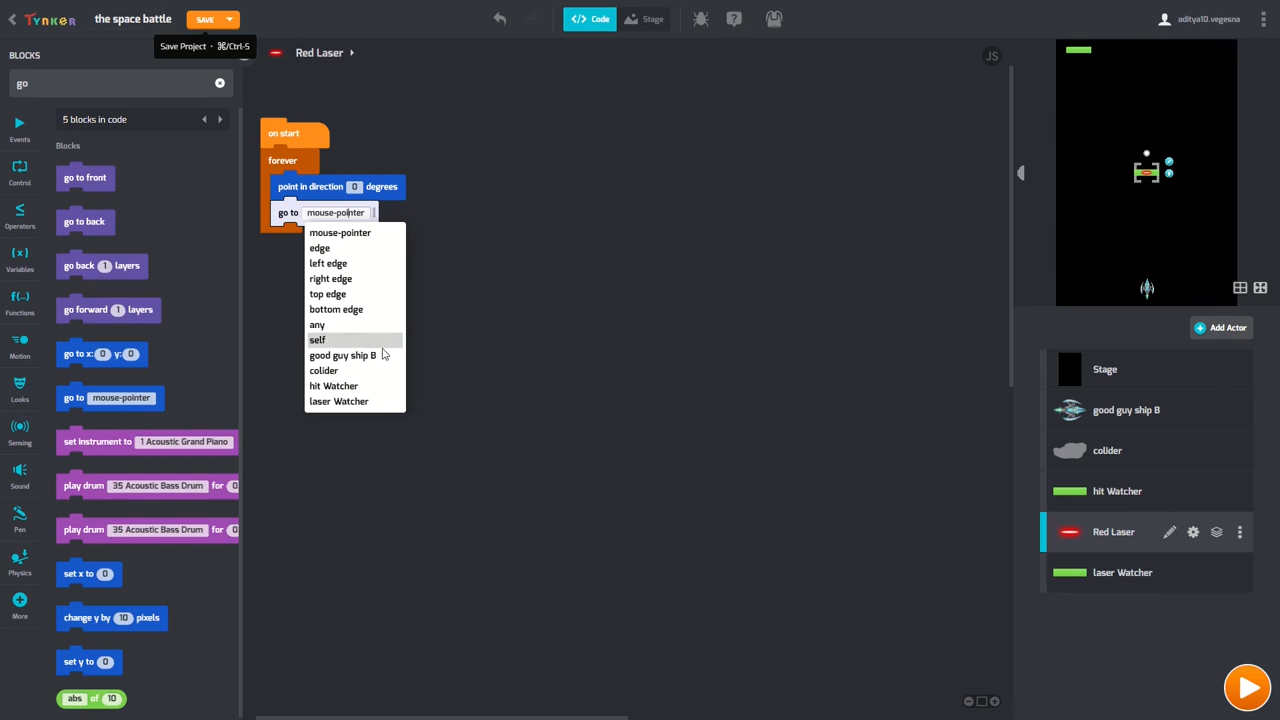 TYNKER
the space battle
SAVE
Code
Stage
aditya10.vegesna
Save Project · ⌘/Ctrl-S
BLOCKS
Red Laser
JS
go
5 blocks in code
Blocks
Events
Control
Operators
Variables
Functions
Motion
Looks
Sensing
Sound
Pen
Physics
More
go to front
go to back
go back 1 layers
go forward 1 layers
go to x: 0 y: 0
go to mouse-pointer
set instrument to 1 Acoustic Grand Piano
play drum 35 Acoustic Bass Drum for 0
play drum 35 Acoustic Bass Drum for 0
set x to 0
change y by 10 pixels
set y to 0
abs of 10
on start
forever
point in direction 0 degrees
go to mouse-pointer
mouse-pointer
edge
left edge
right edge
top edge
bottom edge
any
self
good guy ship B
colider
hit Watcher
laser Watcher
Add Actor
Stage
good guy ship B
colider
hit Watcher
Red Laser
laser Watcher